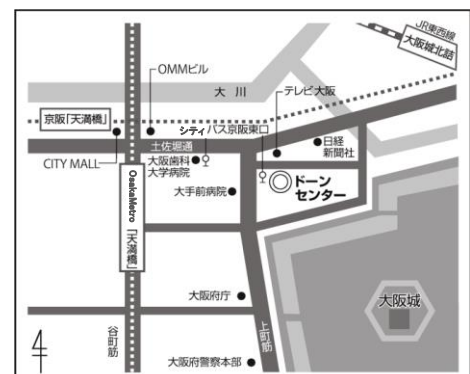 JR東西線
大阪城北詰
OMMビル
大川
テレビ大阪
京阪「天満橋」
シティ バス京阪東口
日経
新聞社
土佐堀通
CITY MALL
大阪歯科
大学病院
ドーン
センター
大手前病院
OsakaMetro「天満橋」
大阪府庁
大阪城
谷町筋
上町筋
4
大阪府警察本部